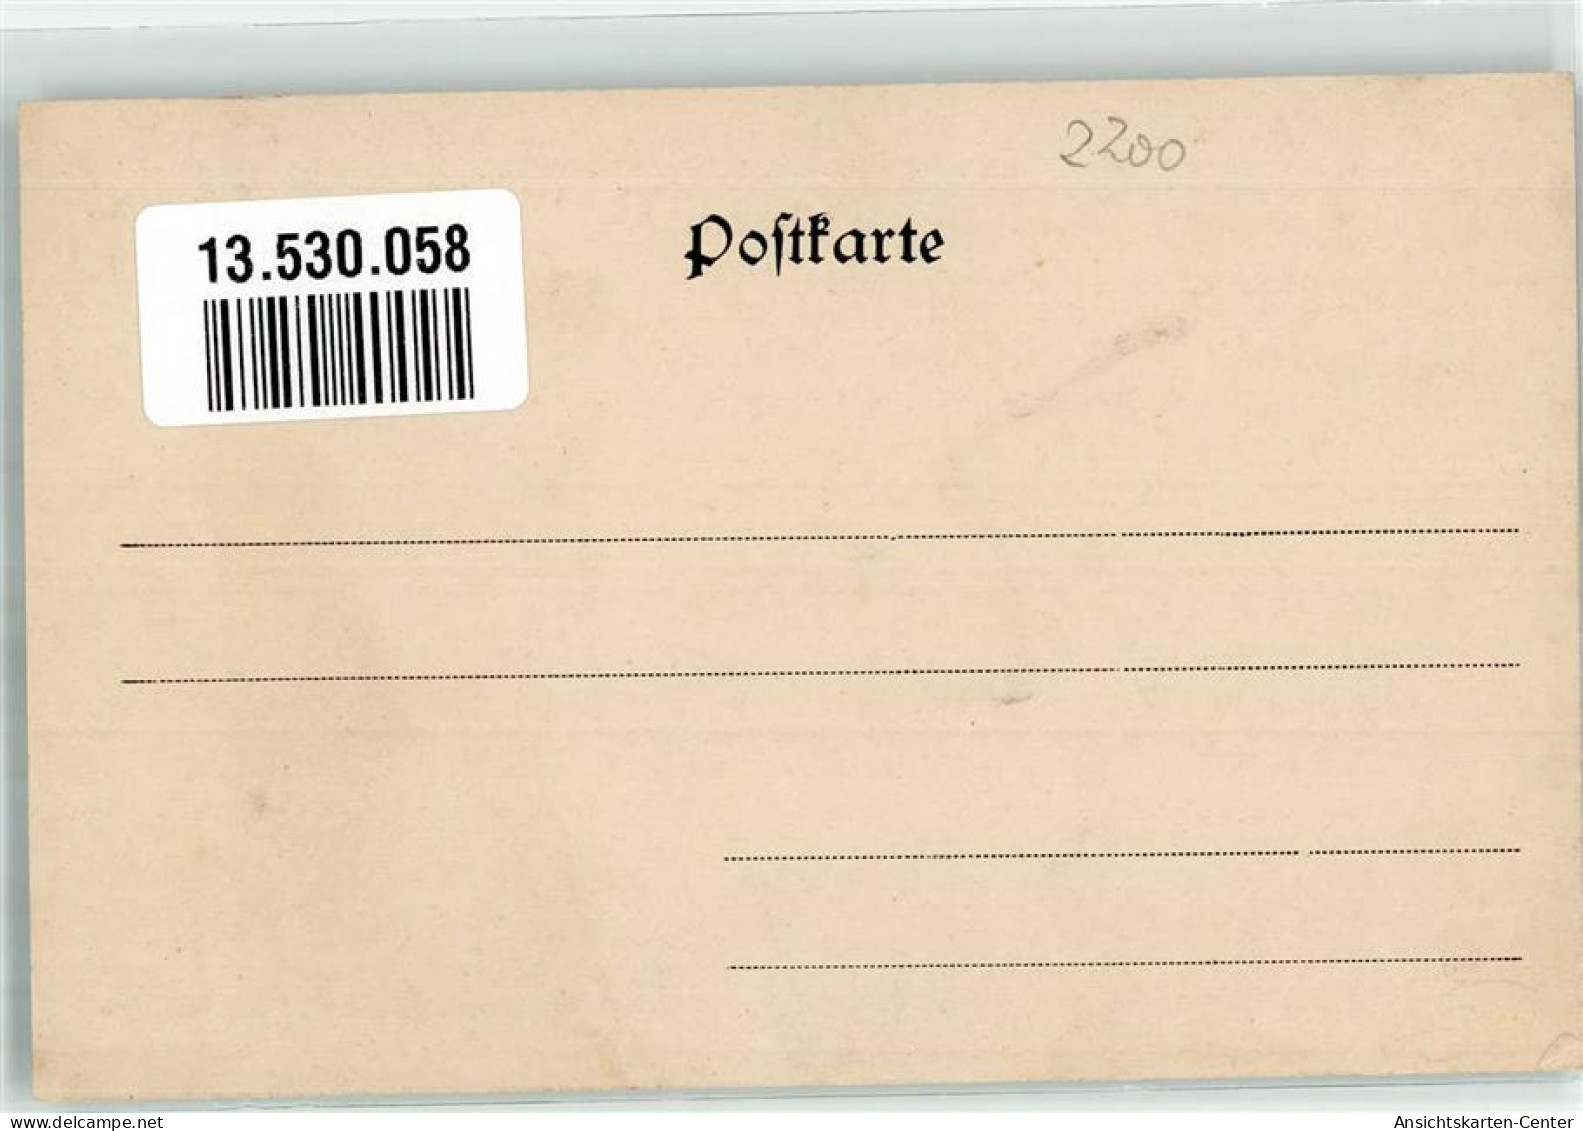 2200
13.530.058
Poſtkarte
www.delcampe.net
Ansichtskarten-Center